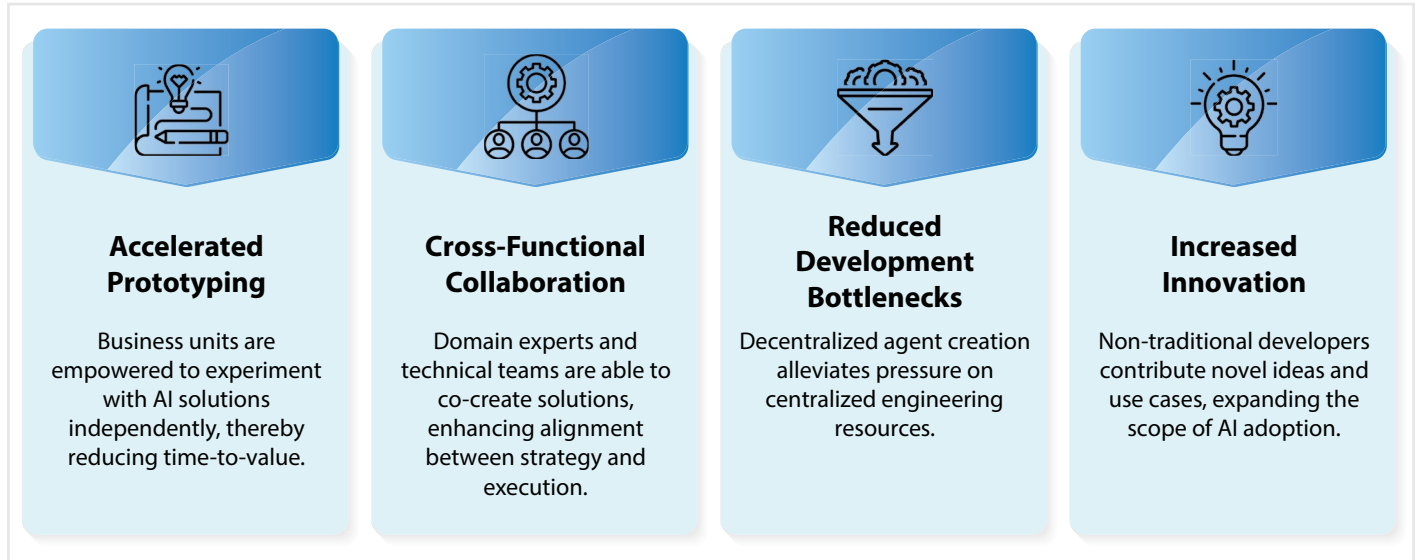 Accelerated
Prototyping
Business units are
empowered to experiment
with AI solutions
independently, thereby
reducing time-to-value.
Cross-Functional
Collaboration
Domain experts and
technical teams are able to
co-create solutions,
enhancing alignment
between strategy and
execution.
Reduced
Development
Bottlenecks
Decentralized agent creation
alleviates pressure on
centralized engineering
resources.
Increased
Innovation
Non-traditional developers
contribute novel ideas and
use cases, expanding the
scope of AI adoption.